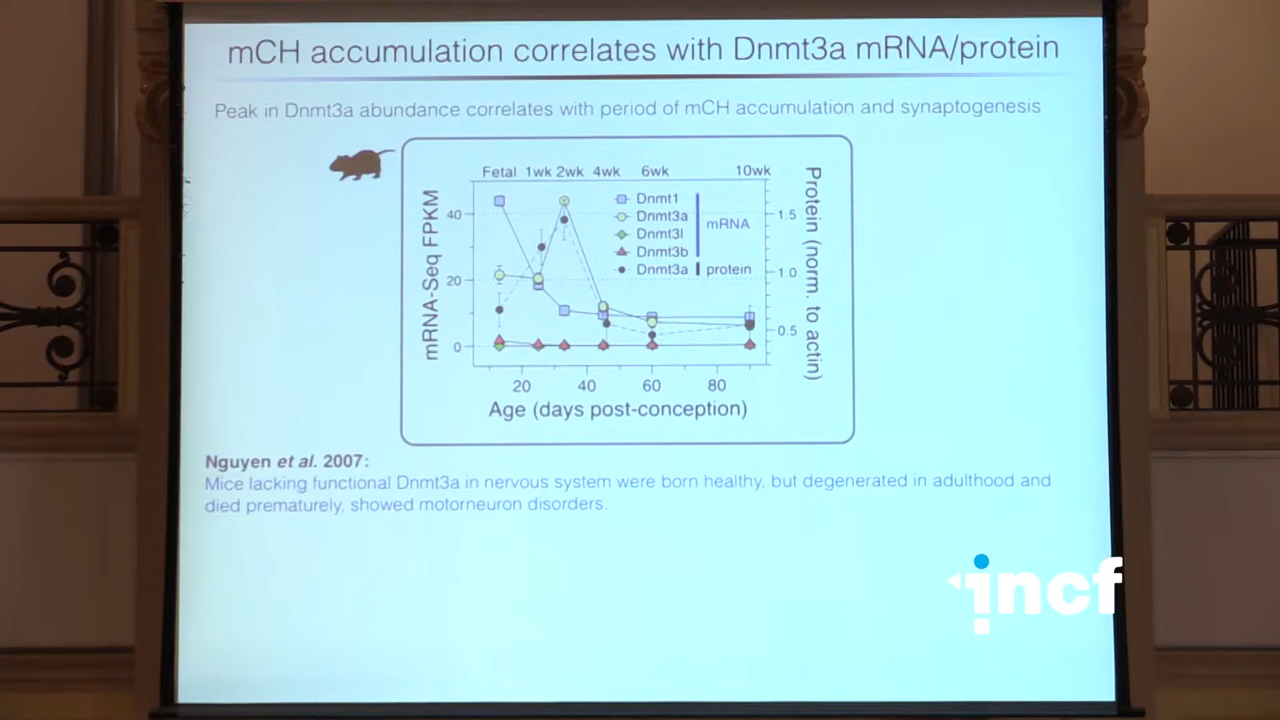 mCH accumulation correlates with Dnmt3a mRNA/protein
Peak in Dnmt3a abundance correlates with period of mCH accumulation and synaptogenesis
Fetal 1wk 2wk 4wk 6wk 10wk
mRNA-Seq FPKM
40
20
0
Dnmt1
Dnmt3a
Dnmt3l
Dnmt3b
mRNA
Dnmt3a protein
1.5
1.0
0.5
Protein (norm. to actin)
20 40 60 80
Age (days post-conception)
Nguyen et al. 2007:
Mice lacking functional Dnmt3a in nervous system were born healthy, but degenerated in adulthood and
died prematurely, showed motorneuron disorders.
incf